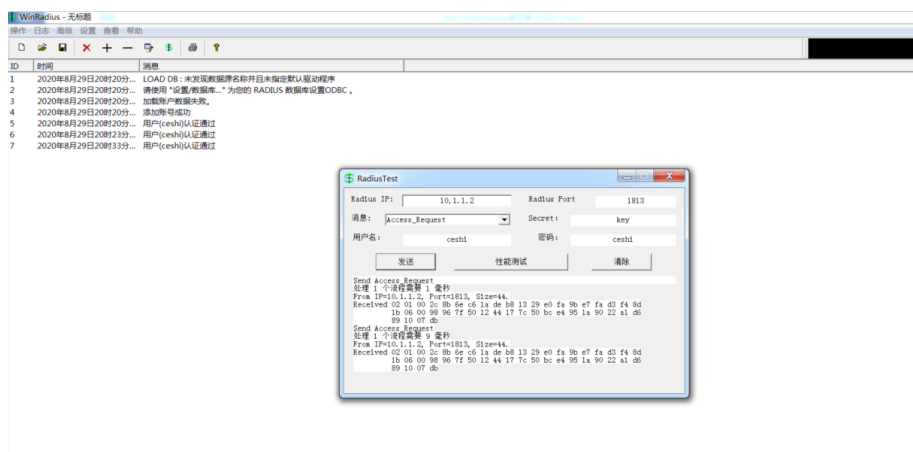 WinRadius - 无标题
操作 日志 高级 设置 查看 帮助
ID 时间 消息
1 2020年8月29日20时20分... LOAD DB : 未发现数据源名称并且未指定默认驱动程序
2 2020年8月29日20时20分... 请使用 "设置/数据库..." 为您的 RADIUS 数据库设置ODBC 。
3 2020年8月29日20时20分... 加载账户数据失败。
4 2020年8月29日20时20分... 添加账号成功
5 2020年8月29日20时20分... 用户(ceshi)认证通过
6 2020年8月29日20时23分... 用户(ceshi)认证通过
7 2020年8月29日20时33分... 用户(ceshi)认证通过
RadiusTest
Radius IP: 10.1.1.2 Radius Port 1813
消息: Access_Request Secret: key
用户名: ceshi 密码: ceshi
发送 性能测试 清除
Send Access_Request
处理 1 个流程需要 1 毫秒
From IP=10.1.1.2, Port=1813, Size=44.
Received 02 01 00 2c 8b 6e c6 1a de b8 13 29 e0 fa 9b e7 fa d3 f4 8d
1b 06 00 98 96 7f 50 12 44 17 7c 50 bc e4 95 1a 90 22 a1 d6
89 10 07 db
Send Access_Request
处理 1 个流程需要 9 毫秒
From IP=10.1.1.2, Port=1813, Size=44.
Received 02 01 00 2c 8b 6e c6 1a de b8 13 29 e0 fa 9b e7 fa d3 f4 8d
1b 06 00 98 96 7f 50 12 44 17 7c 50 bc e4 95 1a 90 22 a1 d6
89 10 07 db